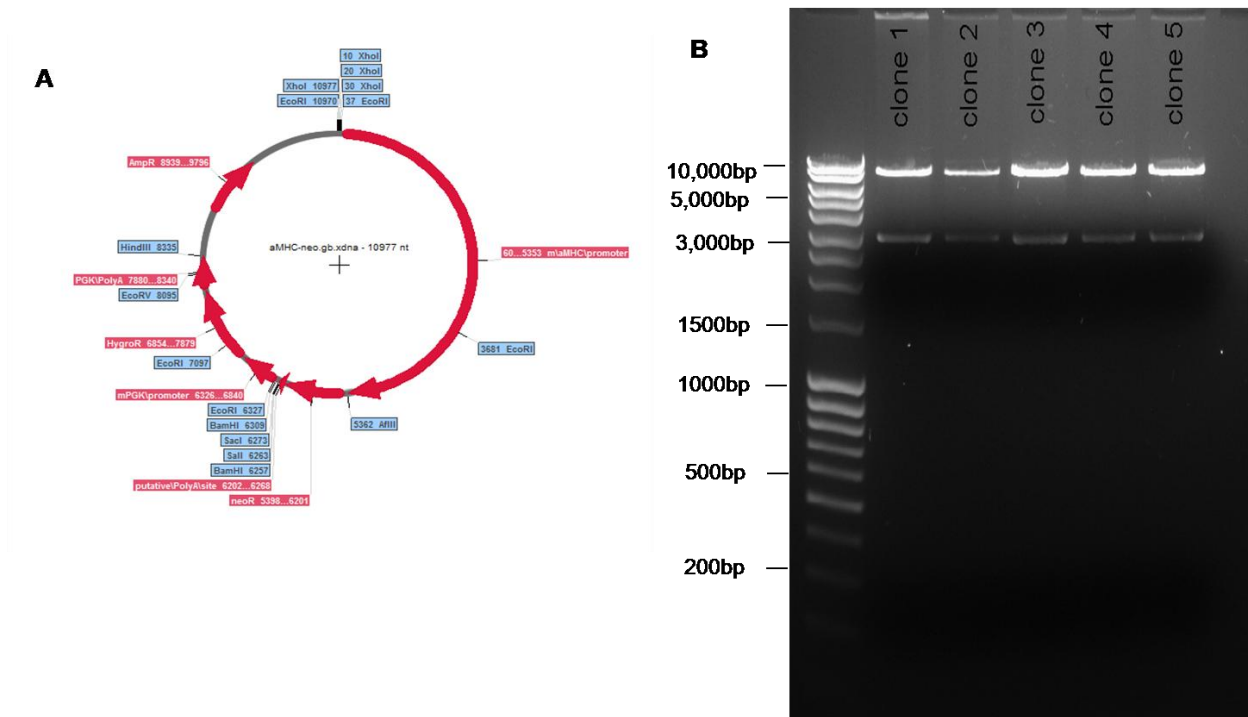 A
10 XhoI
20 XhoI
XhoI 10977
30 XhoI
EcoRI 10970
37 EcoRI
AmpR 8939...9796
HindIII 8335
aMHC-neo.gb.xdna - 10977 nt
60...5353 m\aMHC\promoter
PGK\PolyA 7880...8340
EcoRV 8095
HygroR 6854...7879
EcoRI 7097
3681 EcoRI
mPGK\promoter 6326...6840
EcoRI 6327
BamHI 6309
SacI 6273
SalI 6263
BamHI 6257
5362 AflII
putative\PolyA\site 6202...6268
neoR 5398...6201
B
clone 1
clone 2
clone 3
clone 4
clone 5
10,000bp
5,000bp
3,000bp
1500bp
1000bp
500bp
200bp